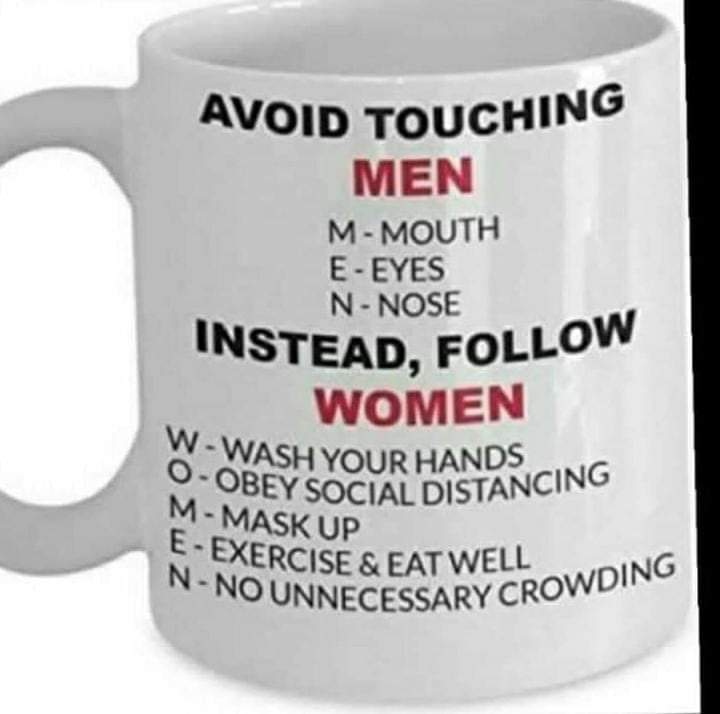 AVOID TOUCHING
MEN
M - MOUTH
E - EYES
N - NOSE
INSTEAD, FOLLOW
WOMEN
W - WASH YOUR HANDS
O - OBEY SOCIAL DISTANCING
M - MASK UP
E - EXERCISE & EAT WELL
N - NO UNNECESSARY CROWDING